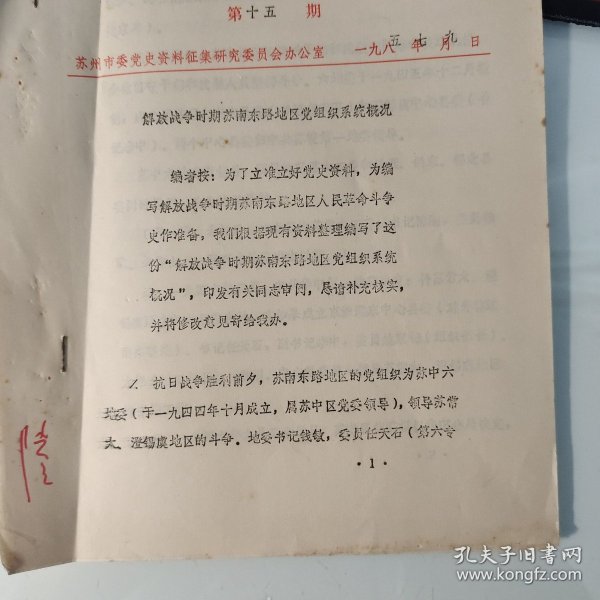 第十五期
苏州市委党史资料征集研究委员会办公室 一九八五年七月九日
解放战争时期苏南东路地区党组织系统概况
编者按：为了立准立好党史资料，为编
写解放战争时期苏南东路地区人民革命斗争
史作准备，我们根据现有资料整理编写了这
份“解放战争时期苏南东路地区党组织系统
概况”，印发有关同志审阅，恳请补充核实，
并将修改意见寄给我办。
抗日战争胜利前夕，苏南东路地区的党组织为苏中六
地委（于一九四四年十月成立，属苏中区党委领导），领导苏常
太、澄锡虞地区的斗争。地委书记钱敏，委员任天石（第六专
·1·
孔夫子旧书网
www.kongfz.com